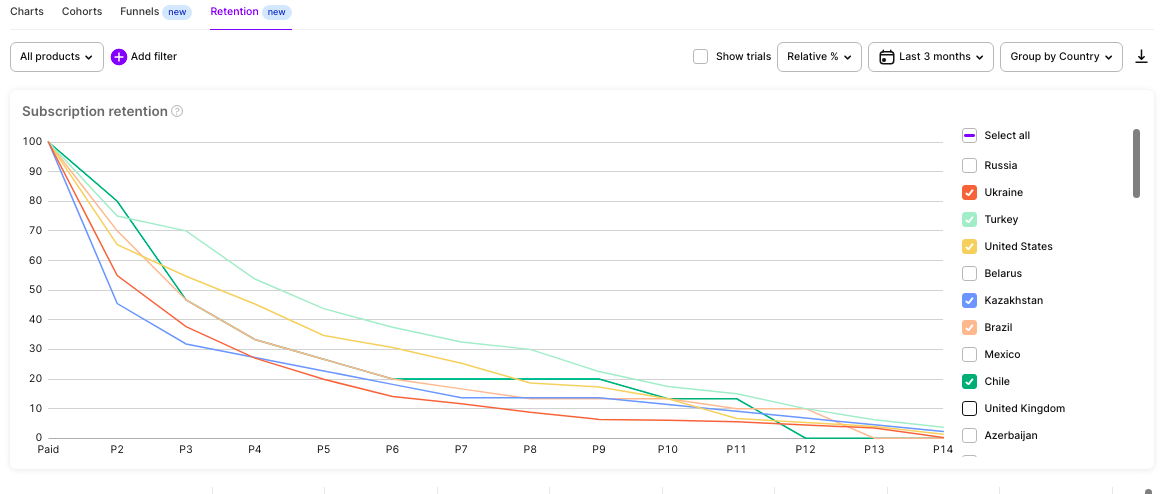 Charts Cohorts Funnels new Retention new
All products Add filter Show trials Relative % Last 3 months Group by Country
Subscription retention ?
100
90
80
70
60
50
40
30
20
10
0
Paid P2 P3 P4 P5 P6 P7 P8 P9 P10 P11 P12 P13 P14
Select all
Russia
Ukraine
Turkey
United States
Belarus
Kazakhstan
Brazil
Mexico
Chile
United Kingdom
Azerbaijan